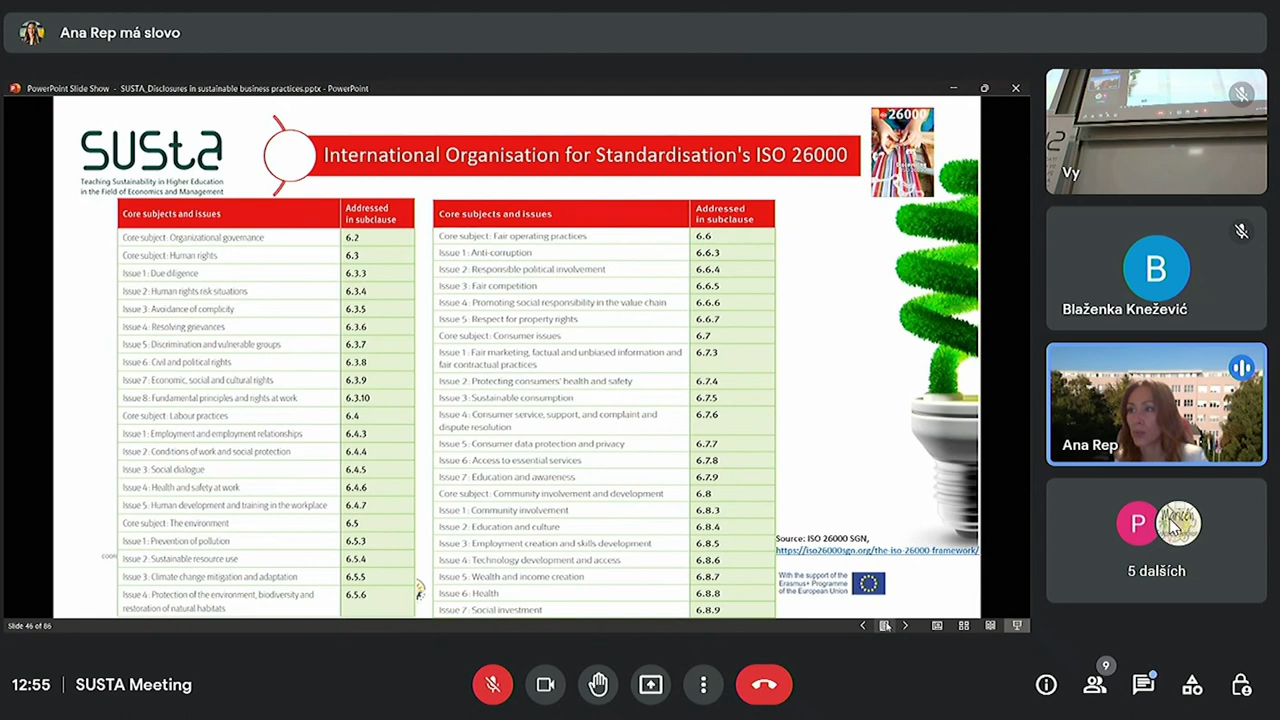 Ana Rep má slovo
PowerPoint Slide Show - SUSTA_Disclosures in sustainable business practices.pptx - PowerPoint
SUSta
Teaching Sustainability in Higher Education
in the Field of Economics and Management
International Organisation for Standardisation's ISO 26000
26000
Core subjects and issues
Addressed
in subclause
Core subject: Organizational governance 6.2
Core subject: Human rights 6.3
Issue 1: Due diligence 6.3.3
Issue 2: Human rights risk situations 6.3.4
Issue 3: Avoidance of complicity 6.3.5
Issue 4: Resolving grievances 6.3.6
Issue 5: Discrimination and vulnerable groups 6.3.7
Issue 6: Civil and political rights 6.3.8
Issue 7: Economic, social and cultural rights 6.3.9
Issue 8: Fundamental principles and rights at work 6.3.10
Core subject: Labour practices 6.4
Issue 1: Employment and employment relationships 6.4.3
Issue 2: Conditions of work and social protection 6.4.4
Issue 3: Social dialogue 6.4.5
Issue 4: Health and safety at work 6.4.6
Issue 5: Human development and training in the workplace 6.4.7
Core subject: The environment 6.5
Issue 1: Prevention of pollution 6.5.3
Issue 2: Sustainable resource use 6.5.4
Issue 3: Climate change mitigation and adaptation 6.5.5
Issue 4: Protection of the environment, biodiversity and 6.5.6
restoration of natural habitats
Core subjects and issues
Addressed
in subclause
Core subject: Fair operating practices 6.6
Issue 1: Anti-corruption 6.6.3
Issue 2: Responsible political involvement 6.6.4
Issue 3: Fair competition 6.6.5
Issue 4: Promoting social responsibility in the value chain 6.6.6
Issue 5: Respect for property rights 6.6.7
Core subject: Consumer issues 6.7
Issue 1: Fair marketing, factual and unbiased information and 6.7.3
fair contractual practices
Issue 2: Protecting consumers' health and safety 6.7.4
Issue 3: Sustainable consumption 6.7.5
Issue 4: Consumer service, support, and complaint and 6.7.6
dispute resolution
Issue 5: Consumer data protection and privacy 6.7.7
Issue 6: Access to essential services 6.7.8
Issue 7: Education and awareness 6.7.9
Core subject: Community involvement and development 6.8
Issue 1: Community involvement 6.8.3
Issue 2: Education and culture 6.8.4
Issue 3: Employment creation and skills development 6.8.5
Issue 4: Technology development and access 6.8.6
Issue 5: Wealth and income creation 6.8.7
Issue 6: Health 6.8.8
Issue 7: Social investment 6.8.9
Source: ISO 26000 SGN,
https://iso26000sgn.org/the-iso-26000-framework/
With the support of the
Erasmus+ Programme
of the European Union
Slide 46 of 86
Vy
B
Blaženka Knežević
Ana Rep
P
5 dalších
12:55
SUSTA Meeting
9